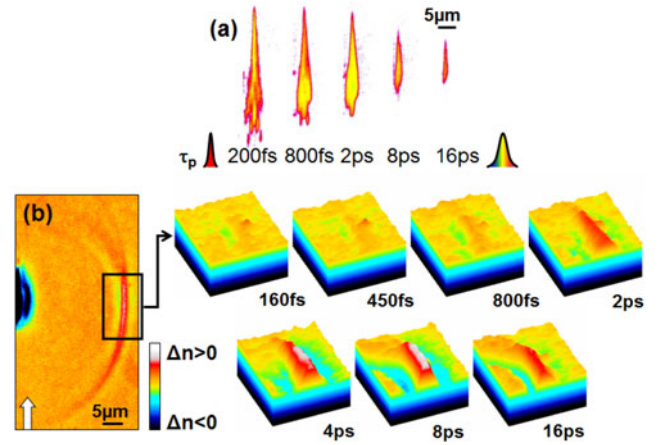 (a)
5µm
τp 200fs 800fs 2ps 8ps 16ps
(b)
160fs 450fs 800fs 2ps
Δn>0
Δn<0
5µm
4ps 8ps 16ps